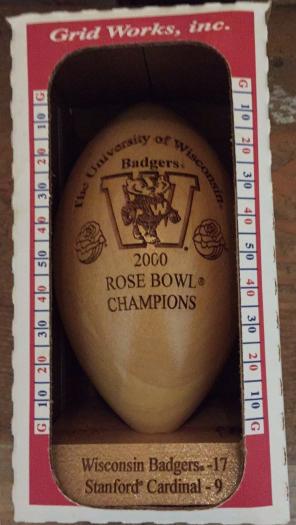 Grid Works, inc.
G 10 20 30 40 50 40 30 20 10 G
G 10 20 30 40 50 40 30 20 10 G
The University of Wisconsin
Badgers®
W
2000
ROSE BOWL®
CHAMPIONS
Wisconsin Badgers® -17
Stanford® Cardinal - 9